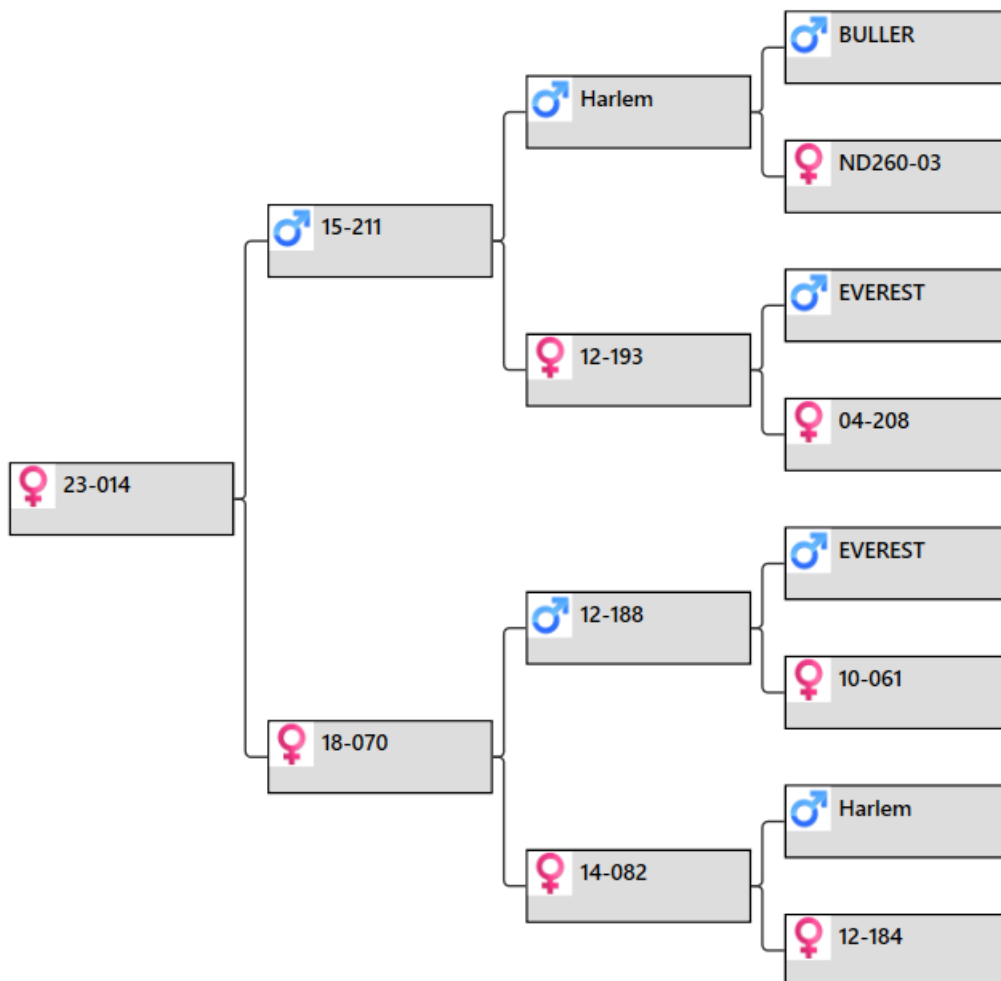 BULLER
Harlem
ND260-03
15-211
EVEREST
12-193
04-208
23-014
EVEREST
12-188
10-061
18-070
Harlem
14-082
12-184